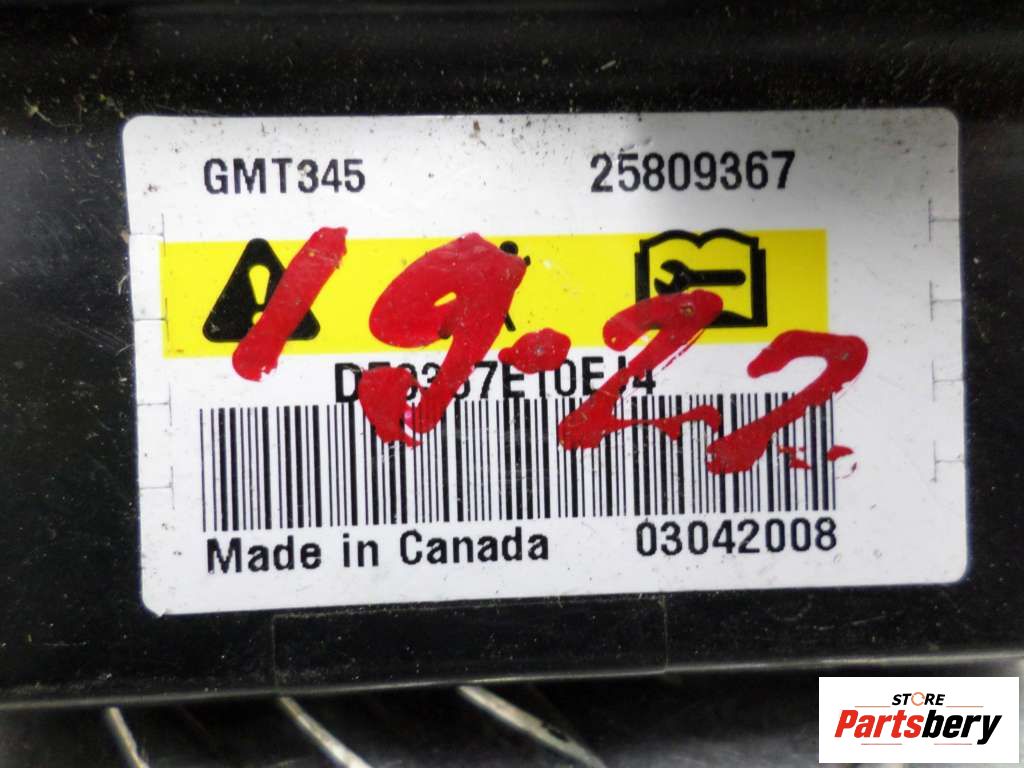 GMT345 25809367
19.22
Made in Canada 03042008
STORE
Partsbery